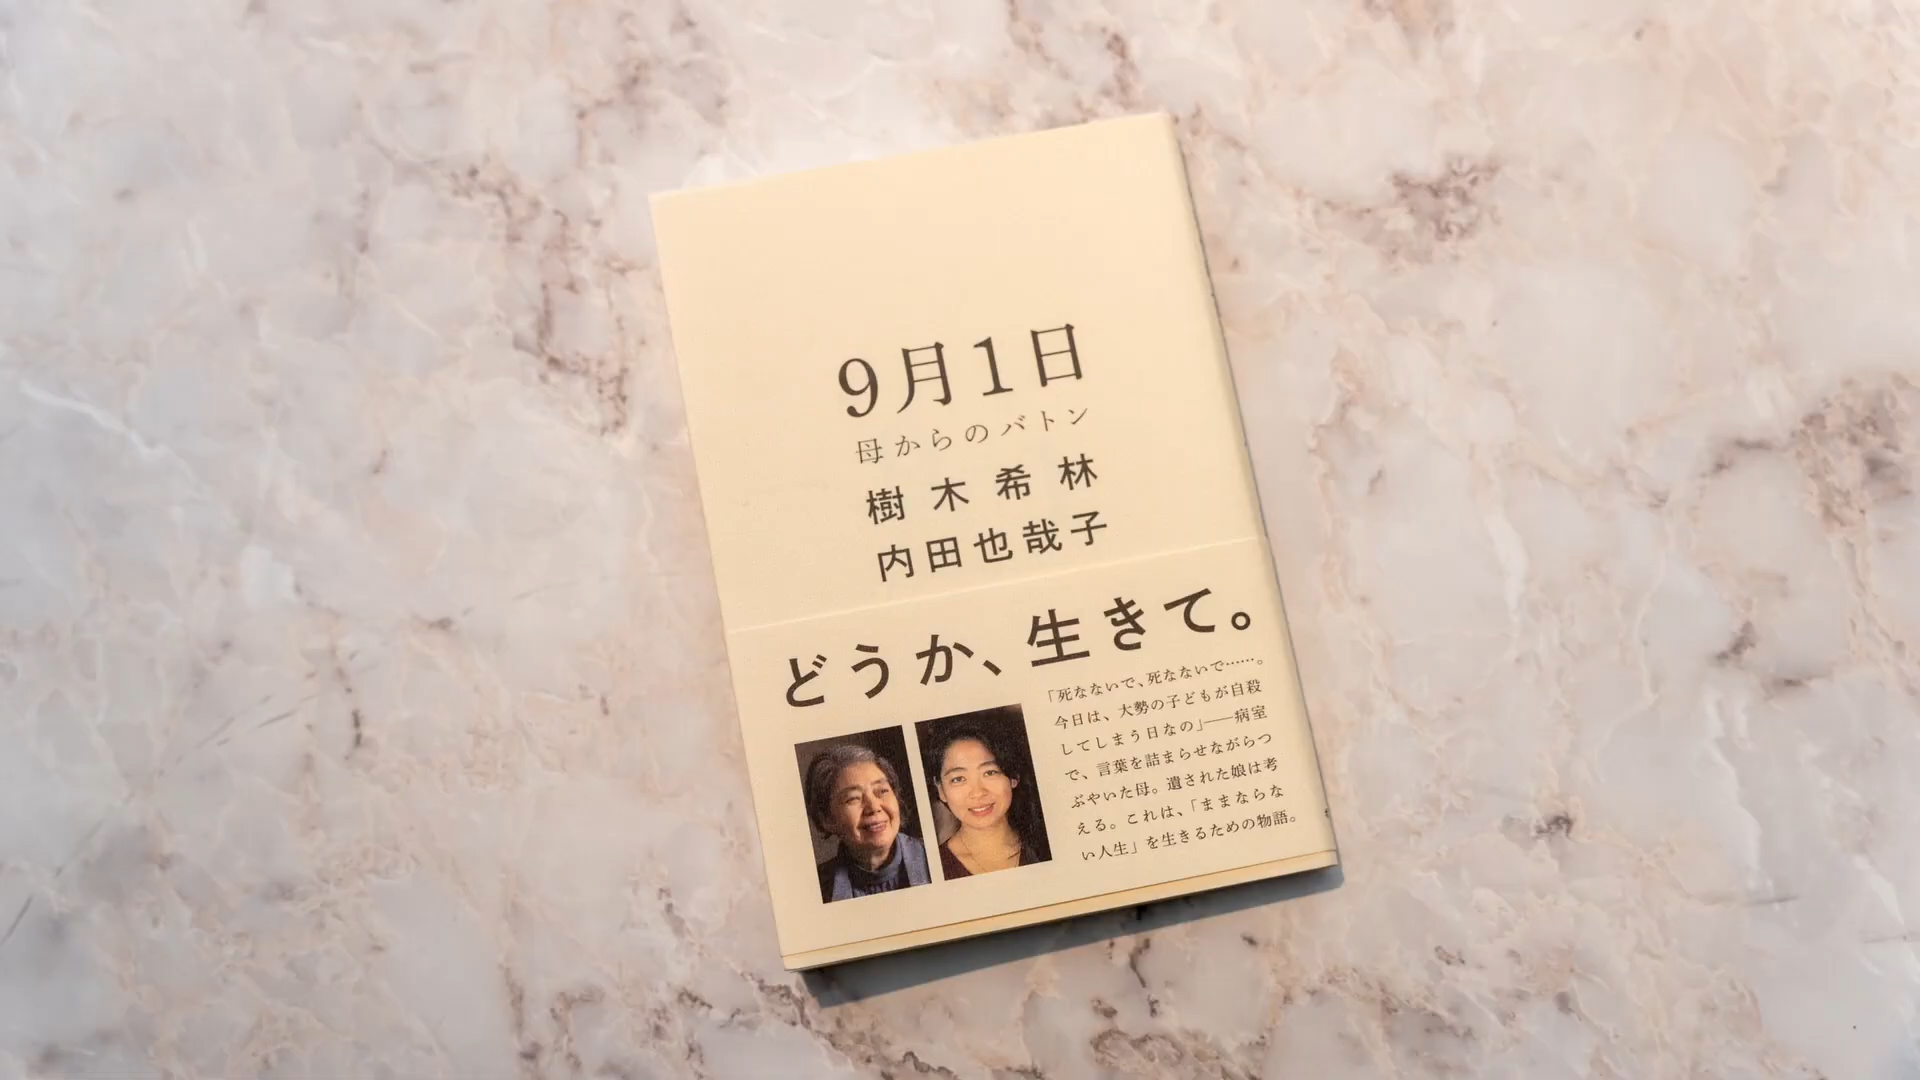 9月1日
母からのバトン
樹木希林
内田也哉子
どうか、生きて。
「死なないで、死なないで……。
今日は、大勢の子どもが自殺
してしまう日なの」──病室
で、言葉を詰まらせながらつ
ぶやいた母。遺された娘は考
える。これは、「ままならな
い人生」を生きるための物語。